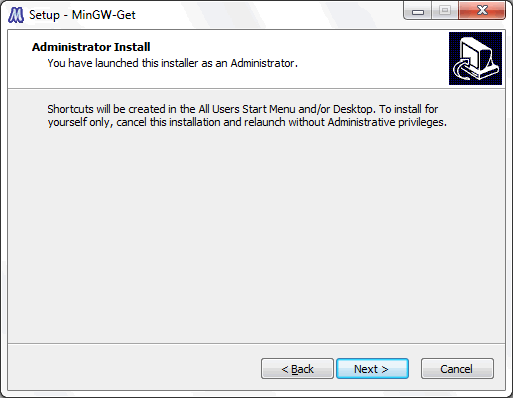 Setup - MinGW-Get
Administrator Install
You have launched this installer as an Administrator.
Shortcuts will be created in the All Users Start Menu and/or Desktop. To install for
yourself only, cancel this installation and relaunch without Administrative privileges.
< Back
Next >
Cancel